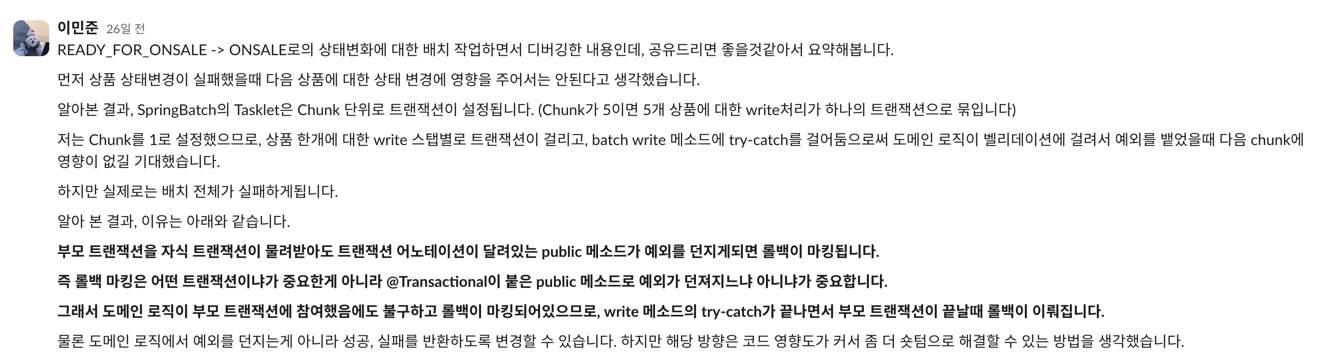 이민준 26일 전
READY_FOR_ONSALE -> ONSALE로의 상태변화에 대한 배치 작업하면서 디버깅한 내용인데, 공유드리면 좋을것같아서 요약해봅니다.
먼저 상품 상태변경이 실패했을때 다음 상품에 대한 상태 변경에 영향을 주어서는 안된다고 생각했습니다.
알아본 결과, SpringBatch의 Tasklet은 Chunk 단위로 트랜잭션이 설정됩니다. (Chunk가 5이면 5개 상품에 대한 write처리가 하나의 트랜잭션으로 묶입니다)
저는 Chunk를 1로 설정했으므로, 상품 한개에 대한 write 스탭별로 트랜잭션이 걸리고, batch write 메소드에 try-catch를 걸어둠으로써 도메인 로직이 벨리데이션에 걸려서 예외를 뱉었을때 다음 chunk에
영향이 없길 기대했습니다.
하지만 실제로는 배치 전체가 실패하게됩니다.
알아 본 결과, 이유는 아래와 같습니다.
부모 트랜잭션을 자식 트랜잭션이 물려받아도 트랜잭션 어노테이션이 달려있는 public 메소드가 예외를 던지게되면 롤백이 마킹됩니다.
즉 롤백 마킹은 어떤 트랜잭션이냐가 중요한게 아니라 @Transactional이 붙은 public 메소드로 예외가 던져지느냐 아니냐가 중요합니다.
그래서 도메인 로직이 부모 트랜잭션에 참여했음에도 불구하고 롤백이 마킹되어있으므로, write 메소드의 try-catch가 끝나면서 부모 트랜잭션이 끝날때 롤백이 이뤄집니다.
물론 도메인 로직에서 예외를 던지는게 아니라 성공, 실패를 반환하도록 변경할 수 있습니다. 하지만 해당 방향은 코드 영향도가 커서 좀 더 숏텀으로 해결할 수 있는 방법을 생각했습니다.